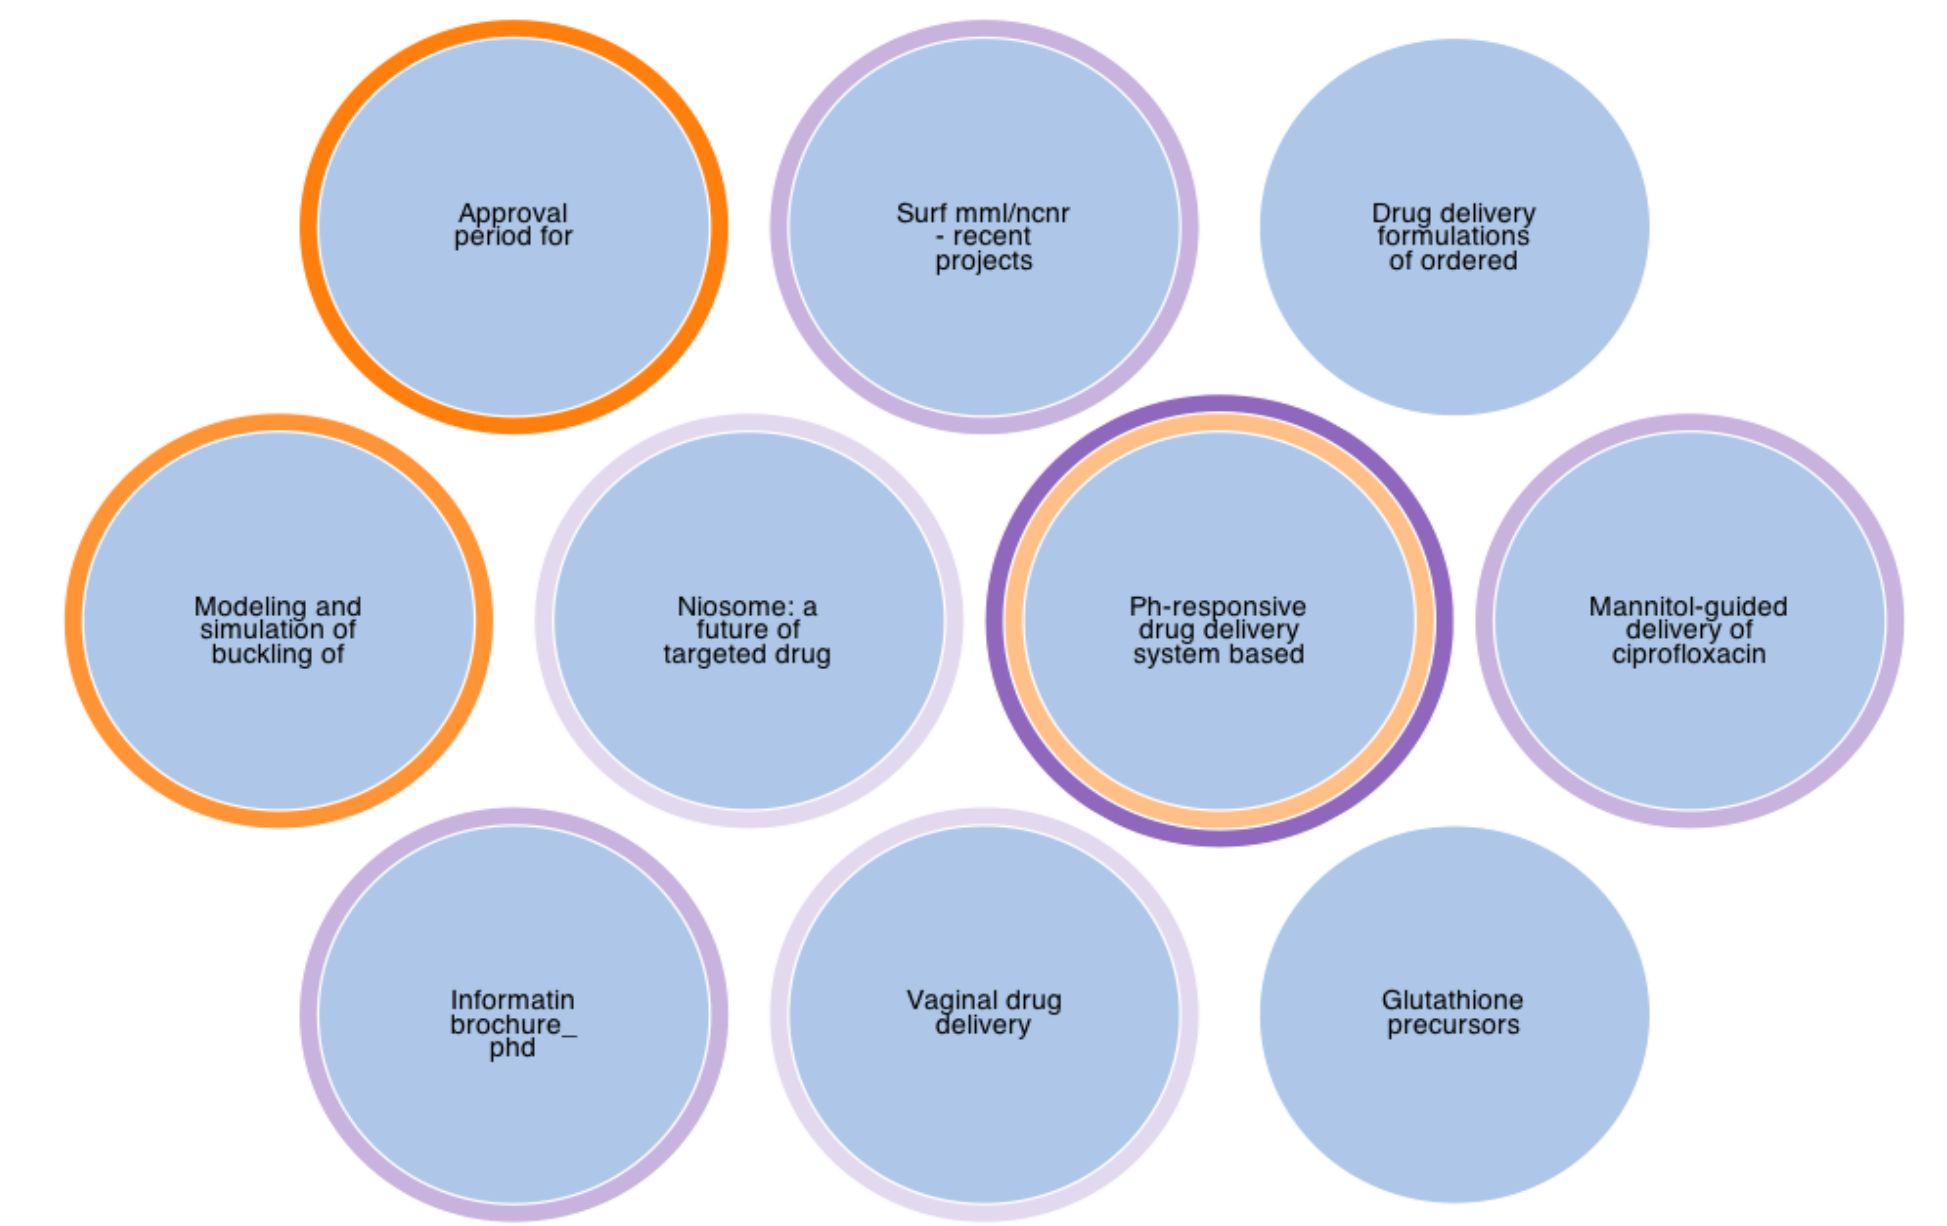 Approval
period for
Surf mml/ncnr
- recent
projects
Drug delivery
formulations
of ordered
Modeling and
simulation of
buckling of
Niosome: a
future of
targeted drug
Ph-responsive
drug delivery
system based
Mannitol-guided
delivery of
ciprofloxacin
Informatin
brochure_
phd
Vaginal drug
delivery
Glutathione
precursors